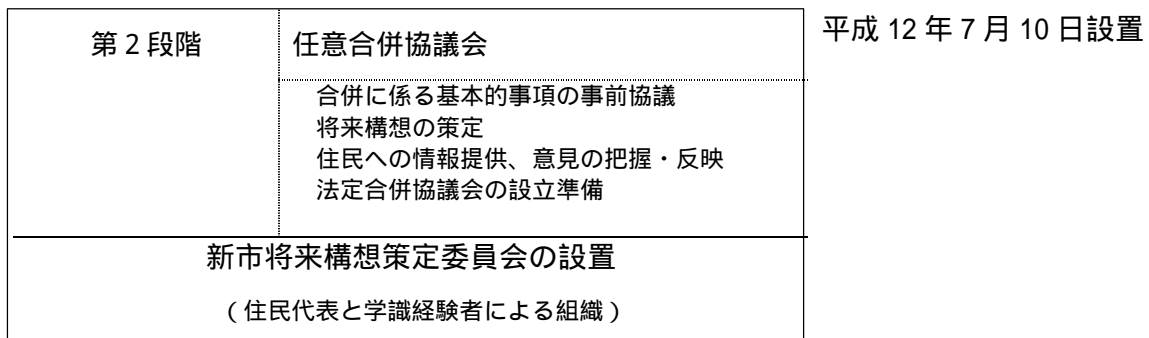 第２段階 任意合併協議会 平成 12 年 7 月 10 日設置
合併に係る基本的事項の事前協議
将来構想の策定
住民への情報提供、意見の把握・反映
法定合併協議会の設立準備
新市将来構想策定委員会の設置
（住民代表と学識経験者による組織）